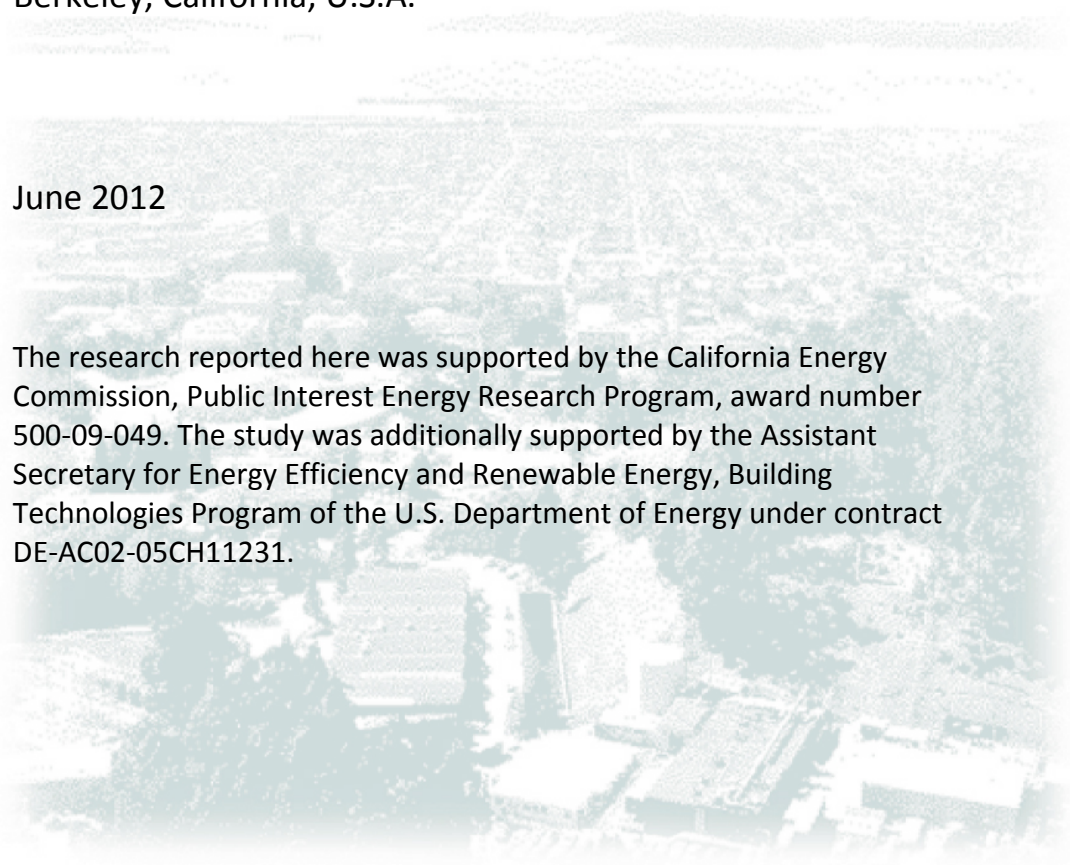 Berkeley, California, U.S.A.
June 2012
The research reported here was supported by the California Energy
Commission, Public Interest Energy Research Program, award number
500-09-049. The study was additionally supported by the Assistant
Secretary for Energy Efficiency and Renewable Energy, Building
Technologies Program of the U.S. Department of Energy under contract
DE-AC02-05CH11231.